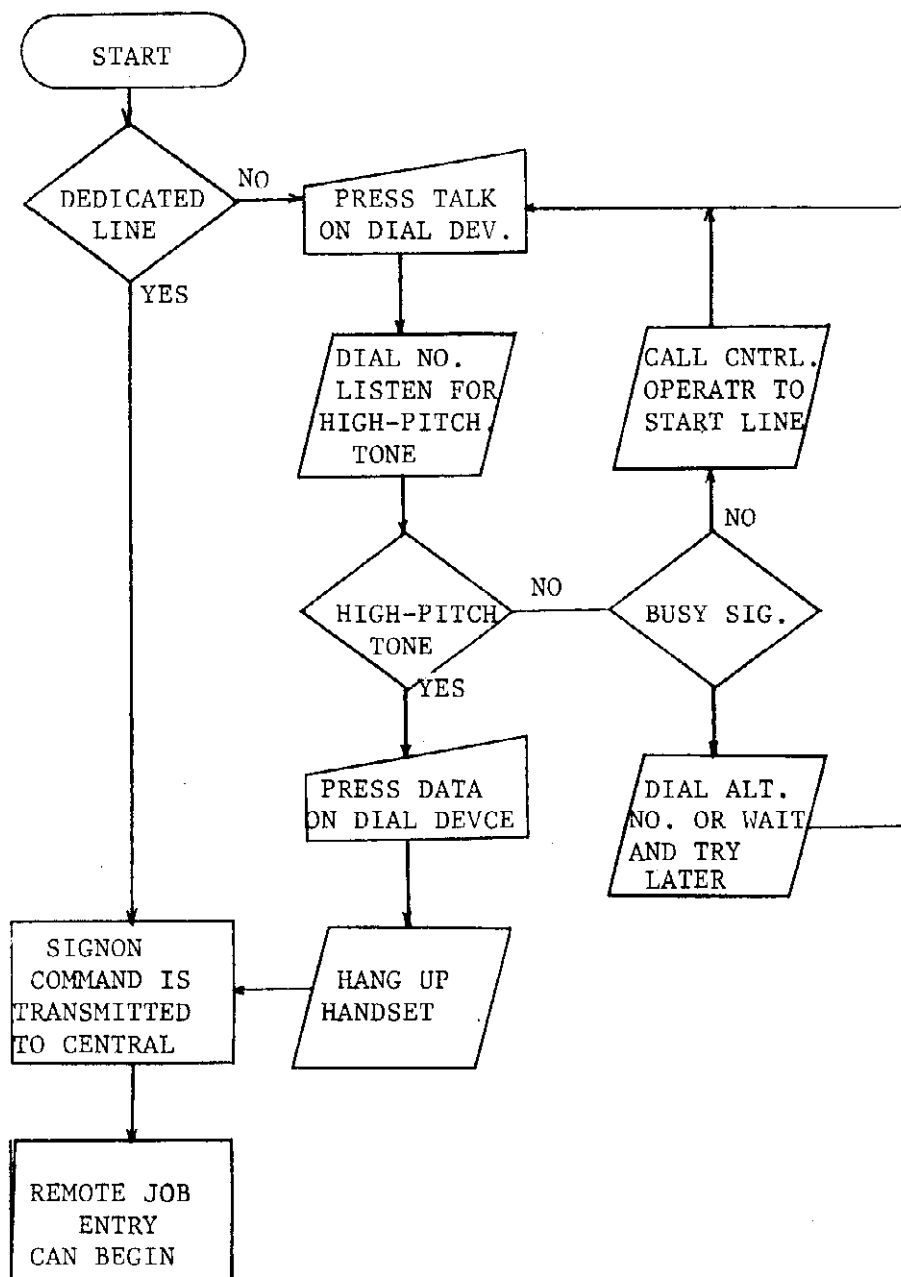 START
DEDICATED
LINE
NO
YES
PRESS TALK
ON DIAL DEV.
DIAL NO.
LISTEN FOR
HIGH-PITCH.
TONE
CALL CNTRL.
OPERATR TO
START LINE
NO
HIGH-PITCH
TONE
NO
YES
BUSY SIG.
PRESS DATA
ON DIAL DEVCE
DIAL ALT.
NO. OR WAIT
AND TRY
LATER
SIGNON
COMMAND IS
TRANSMITTED
TO CENTRAL
HANG UP
HANDSET
REMOTE JOB
ENTRY
CAN BEGIN